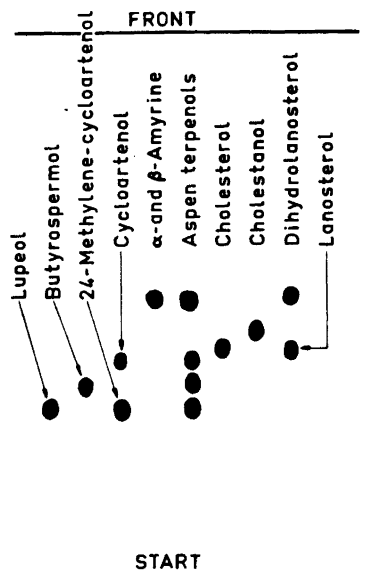 FRONT
Lupeol
Butyrospermol
24-Methylene-cycloartenol
Cycloartenol
α-and β-Amyrine
Aspen terpenols
Cholesterol
Cholestanol
Dihydrolanosterol
Lanosterol
START